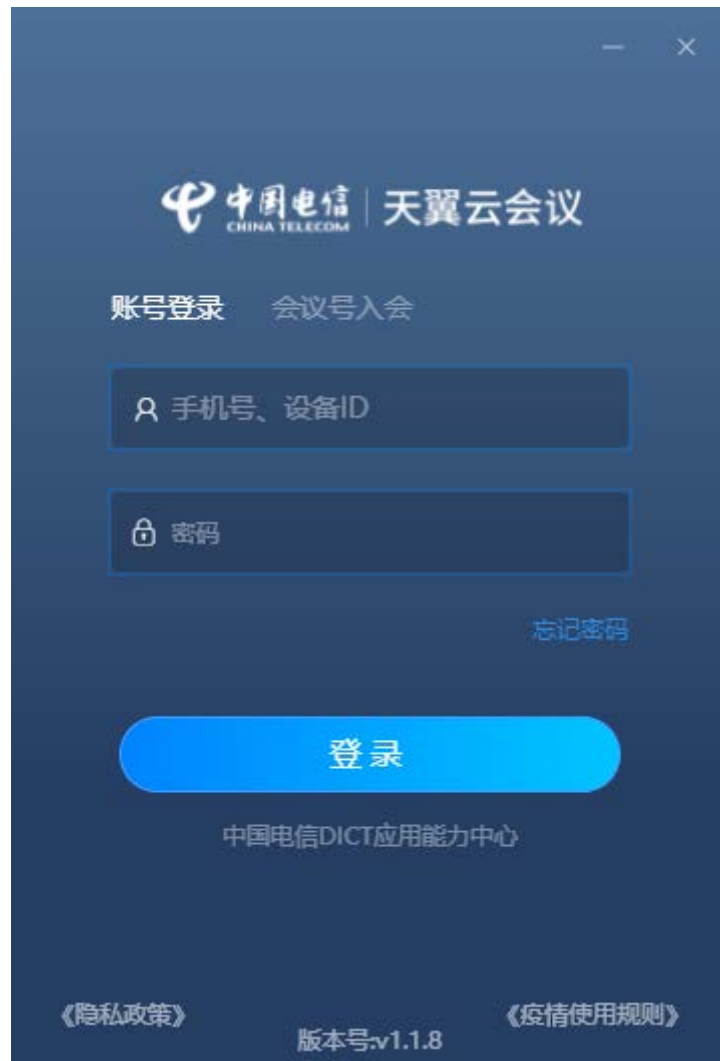 中国电信 天翼云会议
CHINA TELECOM
账号登录 会议号入会
手机号、设备ID
密码
忘记密码
登录
中国电信DICT应用能力中心
《隐私政策》 《疫情使用规则》
版本号:v1.1.8